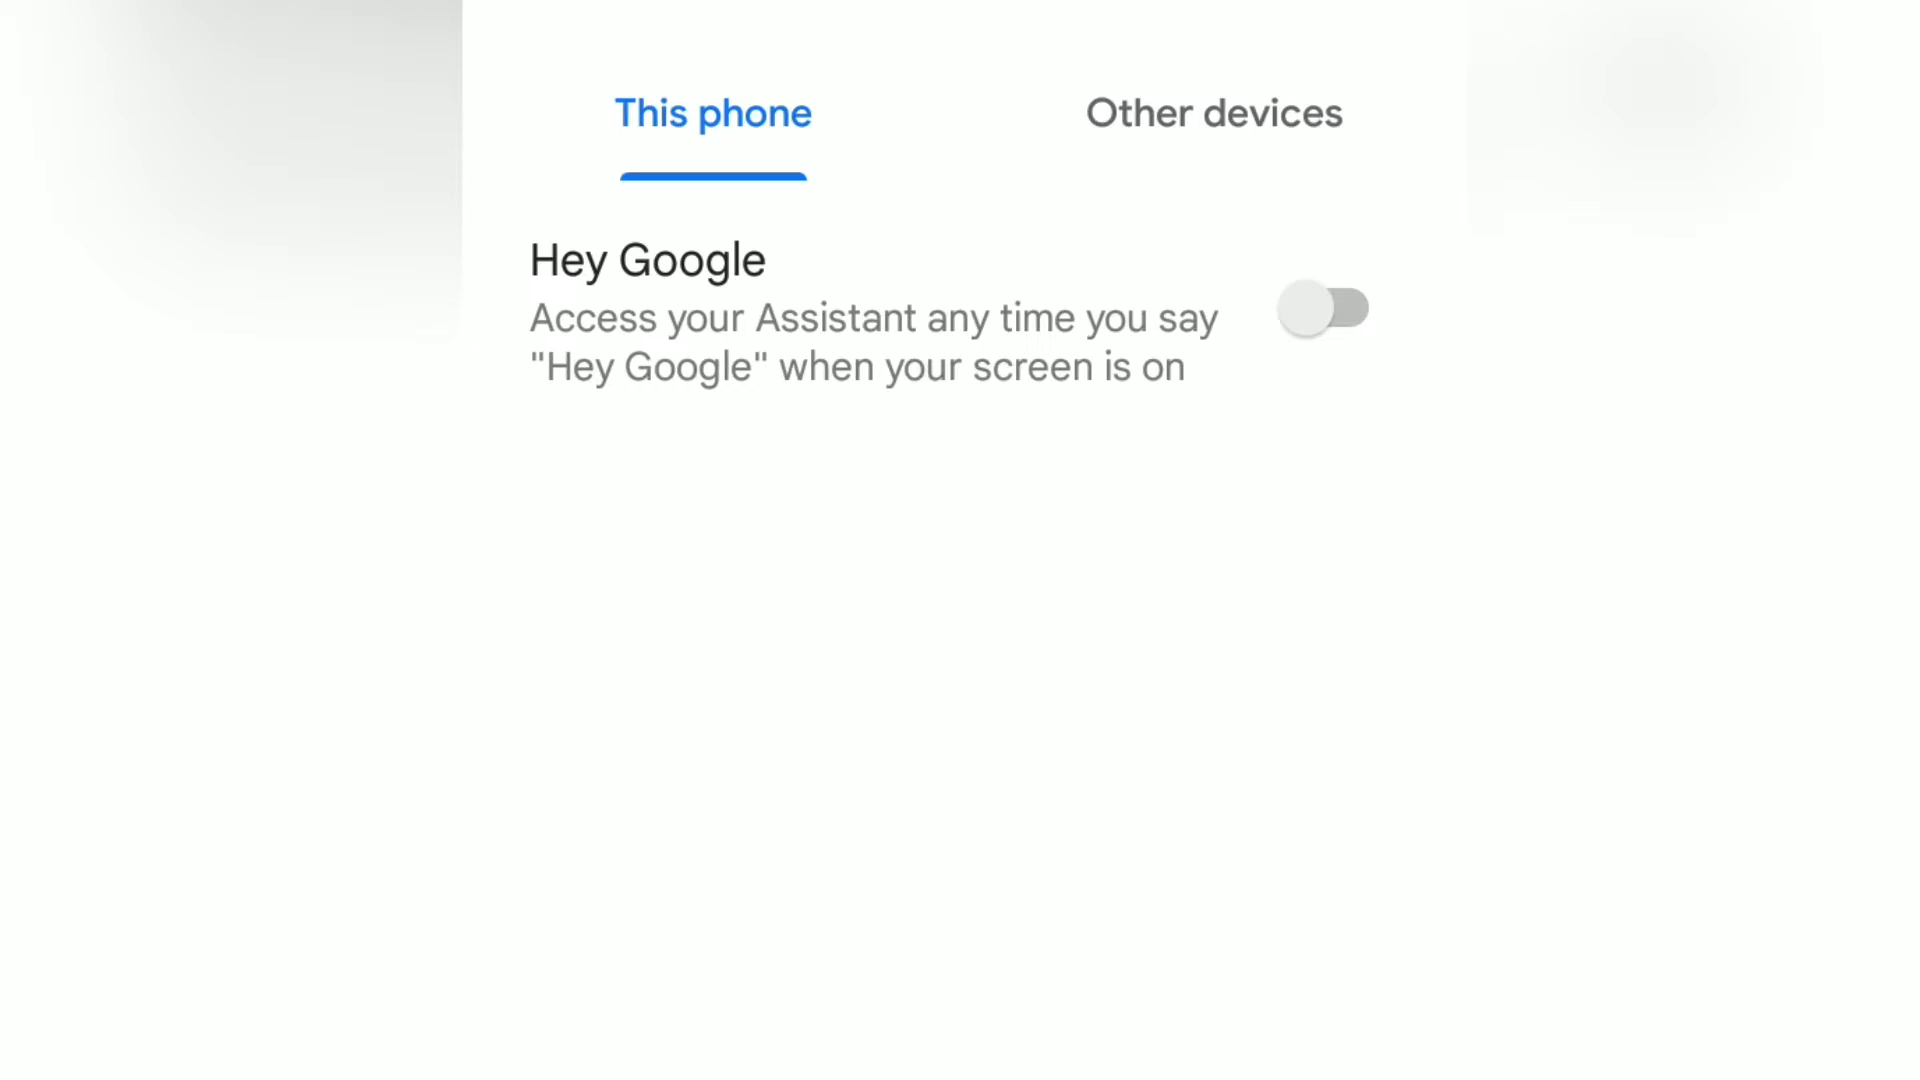 This phone
Other devices
Hey Google
Access your Assistant any time you say
"Hey Google" when your screen is on